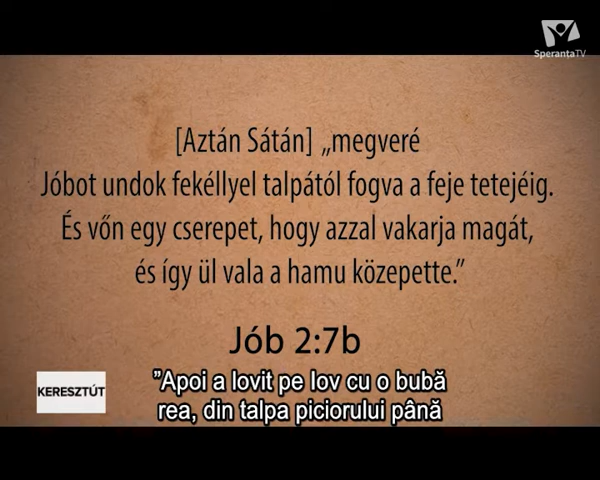 SperantaTV
[Aztán Sátán] „megveré
Jóbot undok fekéllyel talpától fogva a feje tetejéig.
És vőn egy cserepet, hogy azzal vakarja magát,
és így ül vala a hamu közepette.”
Jób 2:7b
KERESZTÚT
”Apoi a lovit pe Iov cu o bubă
rea, din talpa piciorului până